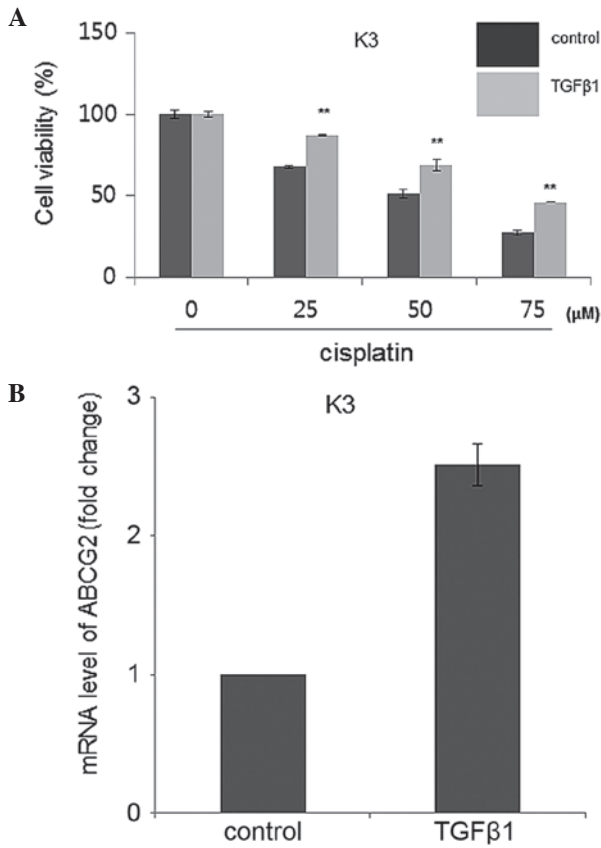 A
K3
control
TGFβ1
Cell viability (%)
150
100
50
0
**
**
**
0 25 50 75 (μM)
cisplatin
B
K3
mRNA level of ABCG2 (fold change)
3
2
1
0
control TGFβ1